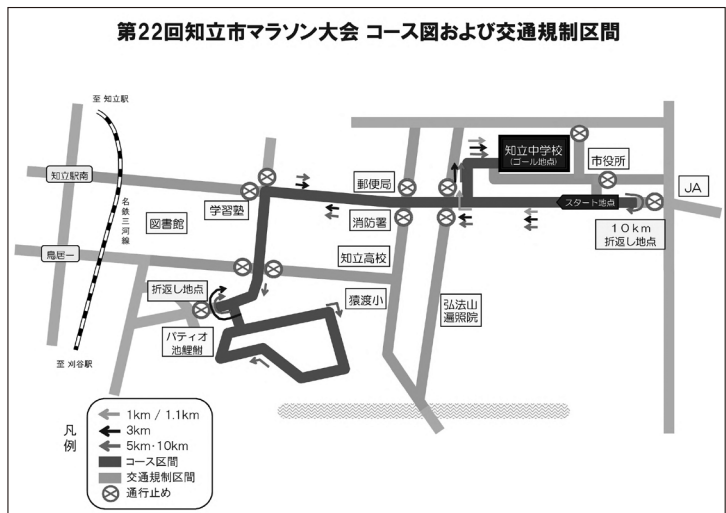 第22回知立市マラソン大会 コース図および交通規制区間
至 知立駅
知立中学校
(ゴール地点)
市役所
知立駅南
郵便局
JA
学習塾
名鉄三河線
図書館
消防署
スタート地点
10km
折返し地点
鳥居一
知立高校
折返し地点
猿渡小
弘法山
遍照院
パティオ
池鯉鮒
至 刈谷駅
凡例
1km / 1.1km
3km
5km・10km
コース区間
交通規制区間
通行止め